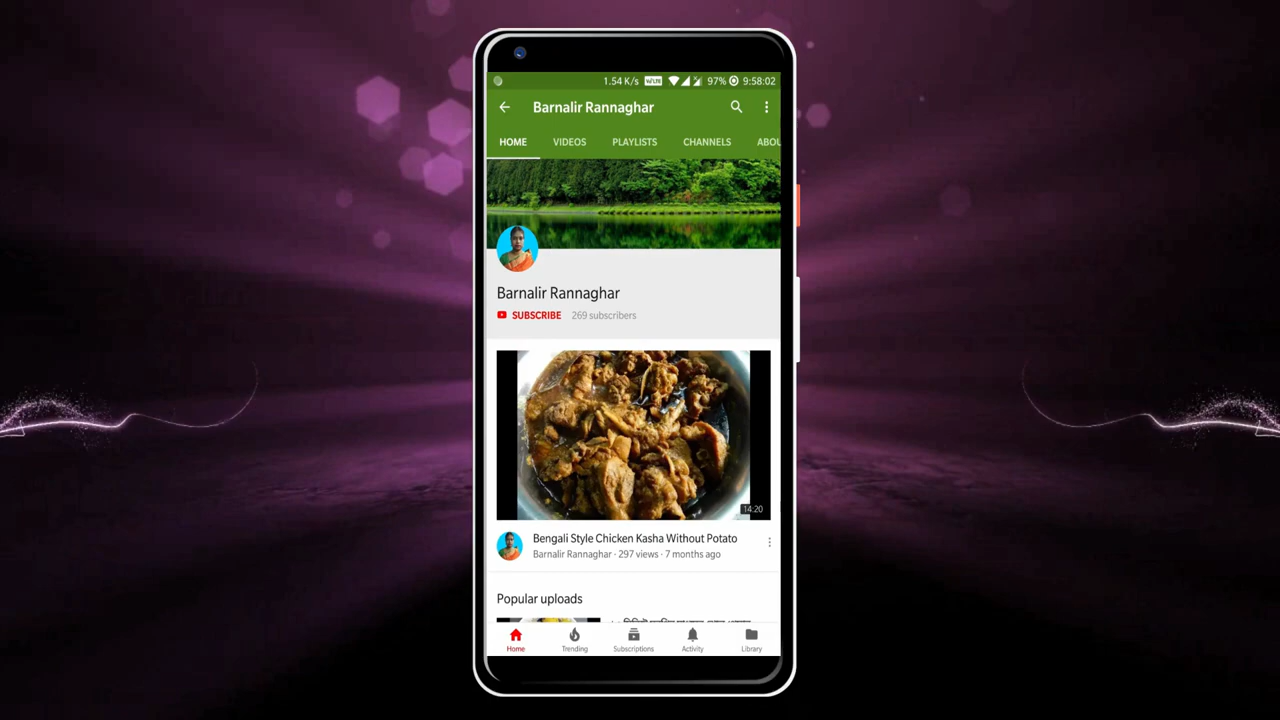 1.54 K/s VoLTE 97% 9:58:02
Barnalir Rannaghar
HOME VIDEOS PLAYLISTS CHANNELS ABOU
Barnalir Rannaghar
SUBSCRIBE 269 subscribers
14:20
Bengali Style Chicken Kasha Without Potato
Barnalir Rannaghar · 297 views · 7 months ago
Popular uploads
Home Trending Subscriptions Activity Library